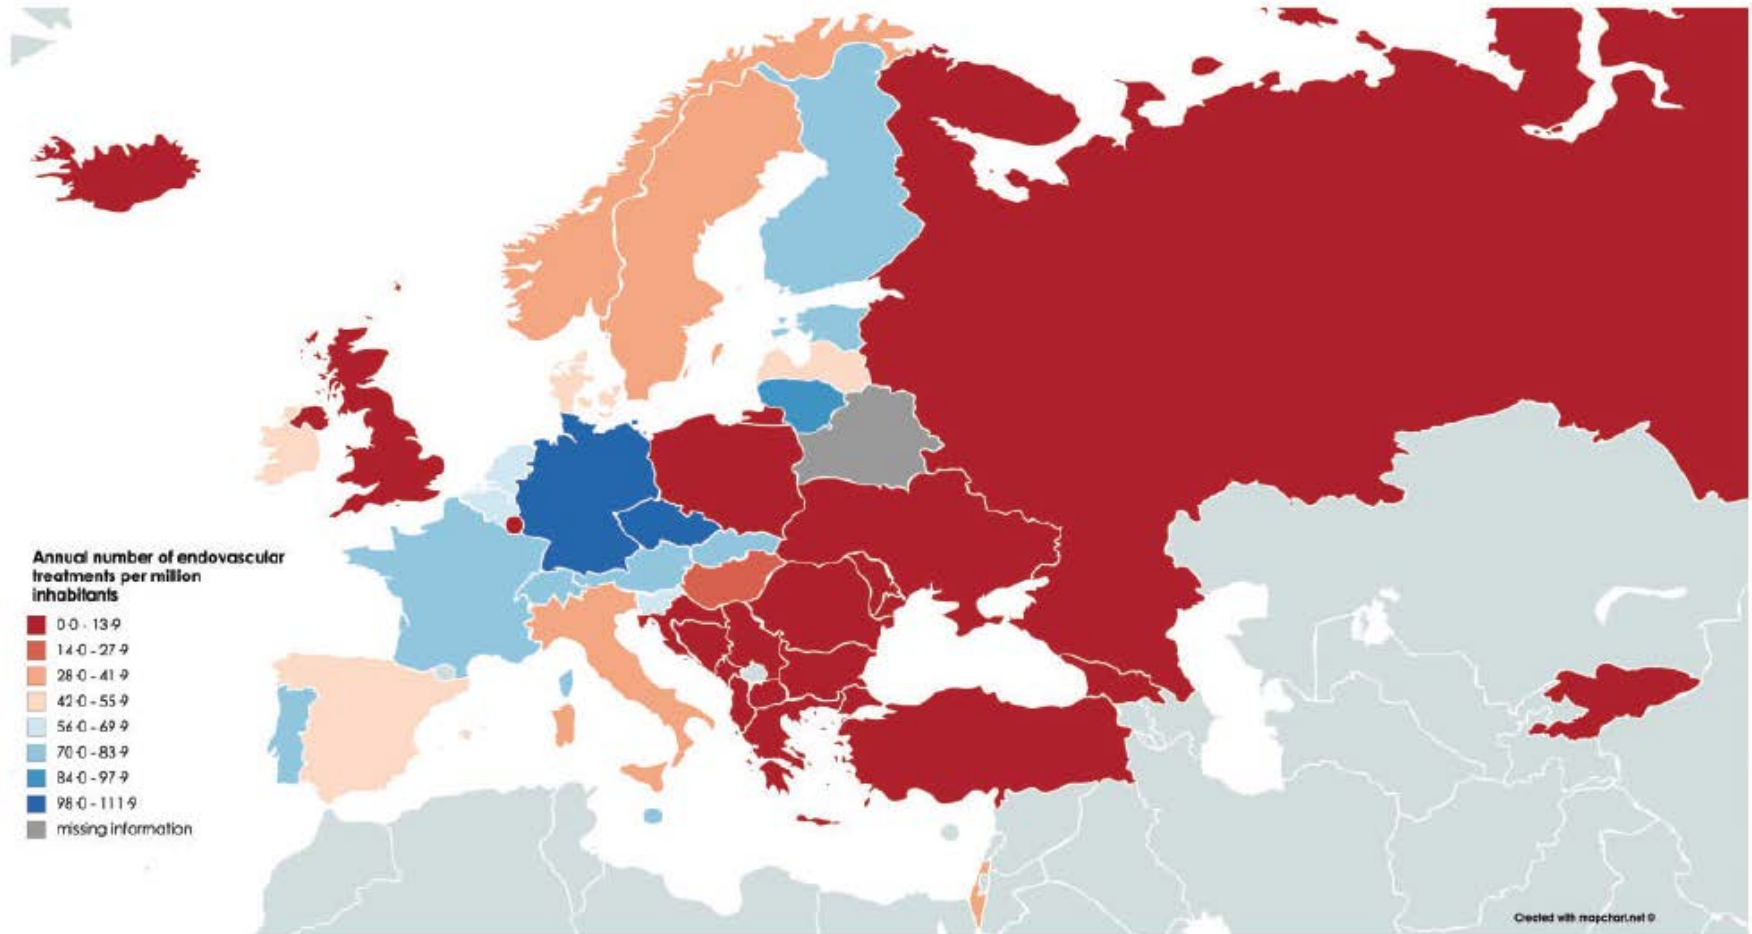 Annual number of endovascular
treatments per million
inhabitants
0·0 - 13·9
14·0 - 27·9
28·0 - 41·9
42·0 - 55·9
56·0 - 69·9
70·0 - 83·9
84·0 - 97·9
98·0 - 111·9
missing information
Created with mapchart.net ©